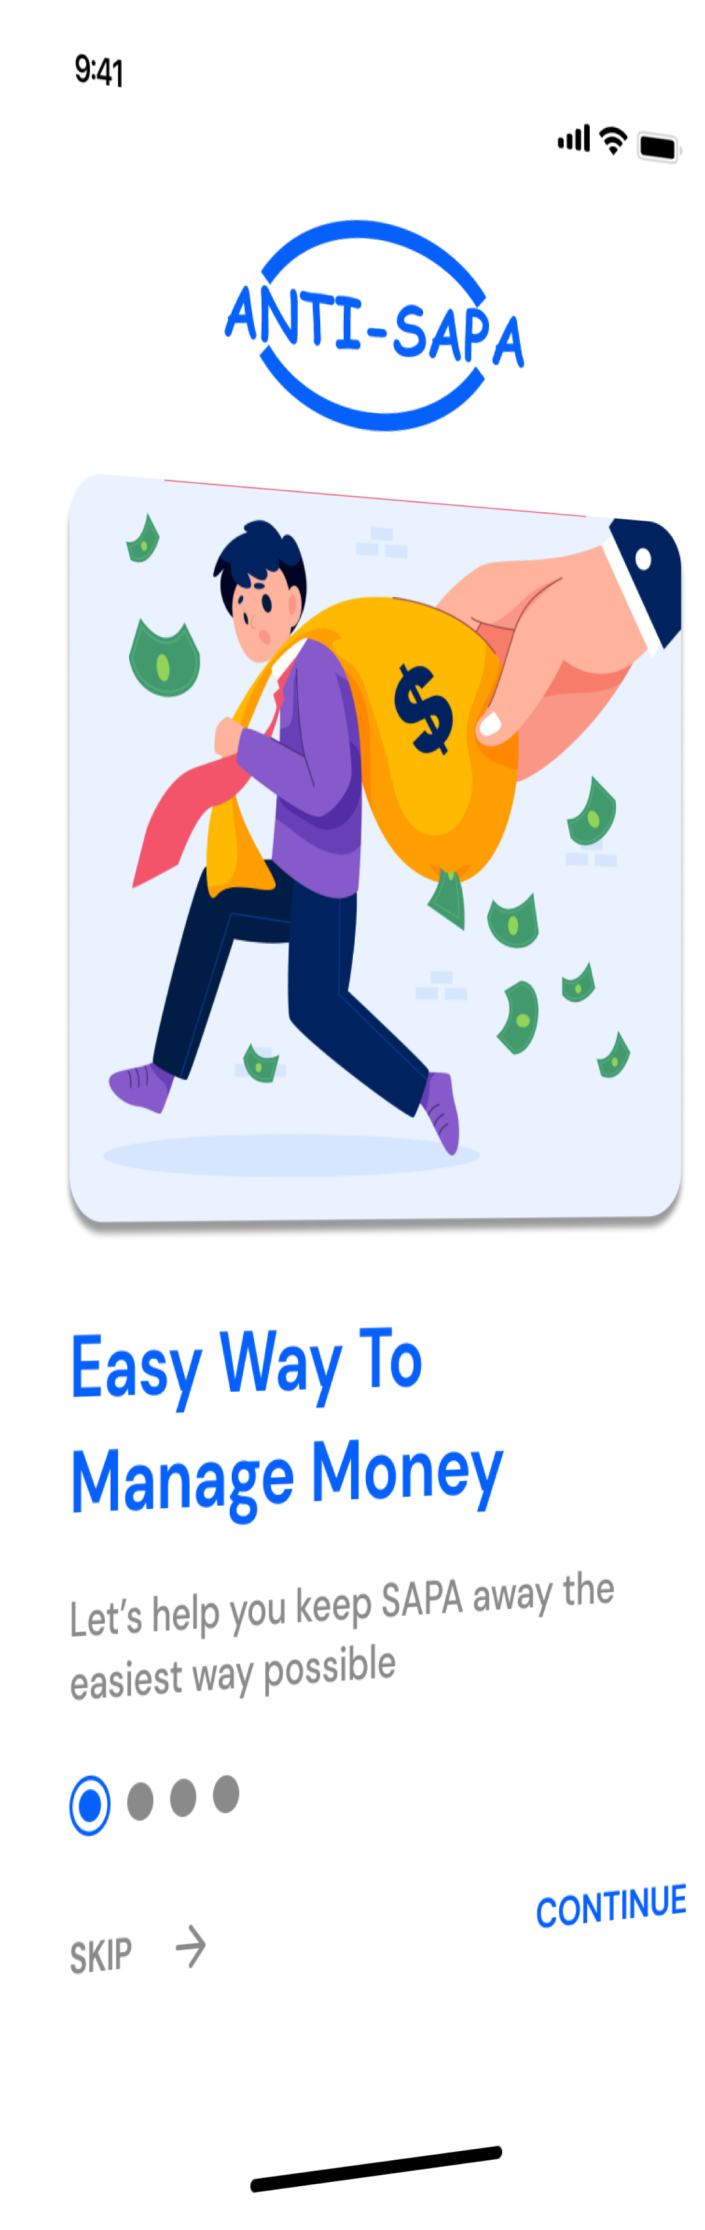 9:41
ANTI-SAPA
$
Easy Way To
Manage Money
Let's help you keep SAPA away the
easiest way possible
CONTINUE
SKIP